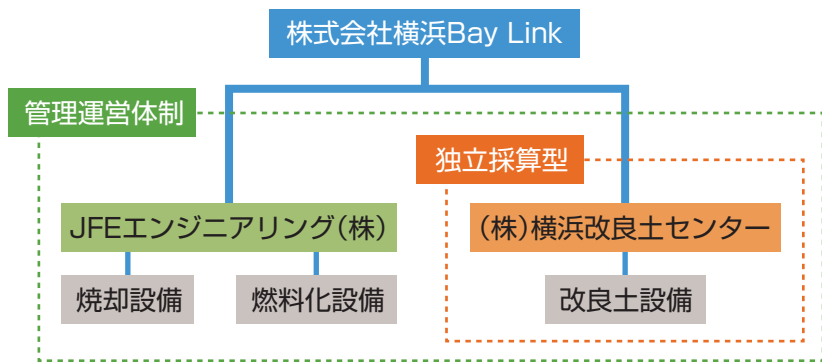 株式会社横浜Bay Link
管理運営体制
独立採算型
JFEエンジニアリング(株)
(株)横浜改良土センター
焼却設備
燃料化設備
改良土設備